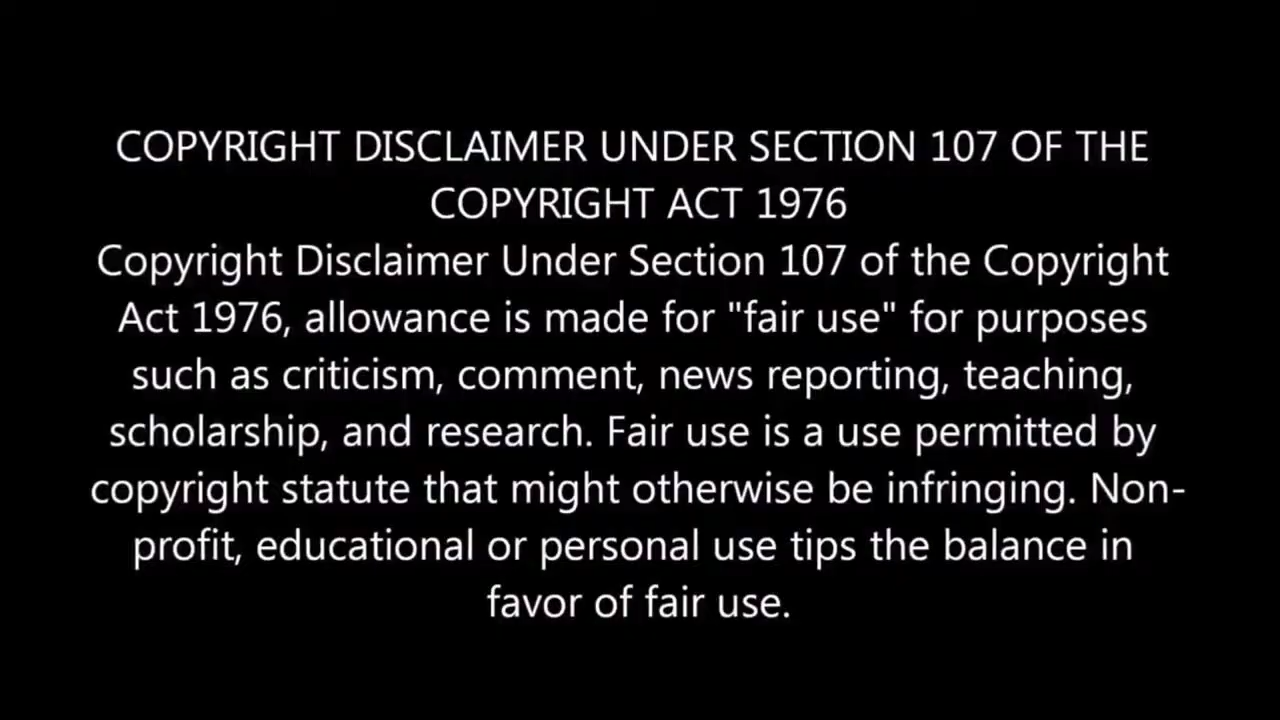 COPYRIGHT DISCLAIMER UNDER SECTION 107 OF THE
COPYRIGHT ACT 1976
Copyright Disclaimer Under Section 107 of the Copyright
Act 1976, allowance is made for "fair use" for purposes
such as criticism, comment, news reporting, teaching,
scholarship, and research. Fair use is a use permitted by
copyright statute that might otherwise be infringing. Non-
profit, educational or personal use tips the balance in
favor of fair use.